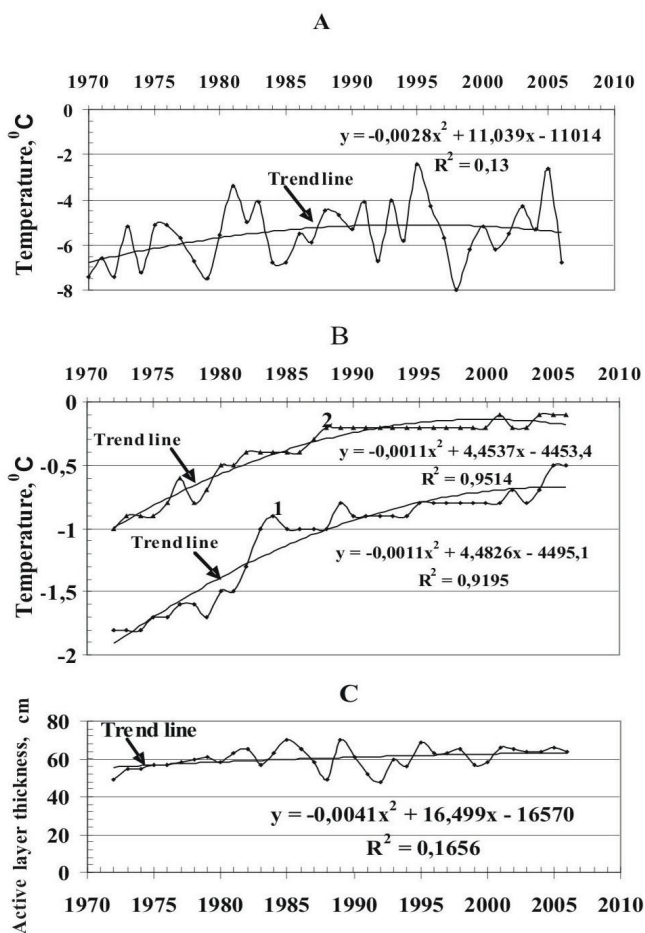 A
1970 1975 1980 1985 1990 1995 2000 2005 2010
0
-2
-4
-6
-8
Temperature, ⁰C
y = -0,0028x² + 11,039x - 11014
R² = 0,13
Trend line
B
1970 1975 1980 1985 1990 1995 2000 2005 2010
0
-0,5
-1
-1,5
-2
Temperature, ⁰C
2
Trend line
y = -0,0011x² + 4,4537x - 4453,4
R² = 0,9514
1
Trend line
y = -0,0011x² + 4,4826x - 4495,1
R² = 0,9195
C
80
60
40
20
0
Active layer thickness, cm
Trend line
y = -0,0041x² + 16,499x - 16570
R² = 0,1656
1970 1975 1980 1985 1990 1995 2000 2005 2010